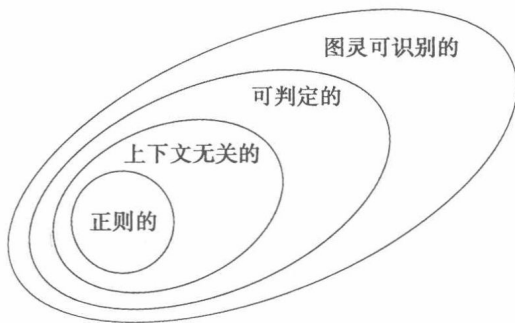 图灵可识别的
可判定的
上下文无关的
正则的